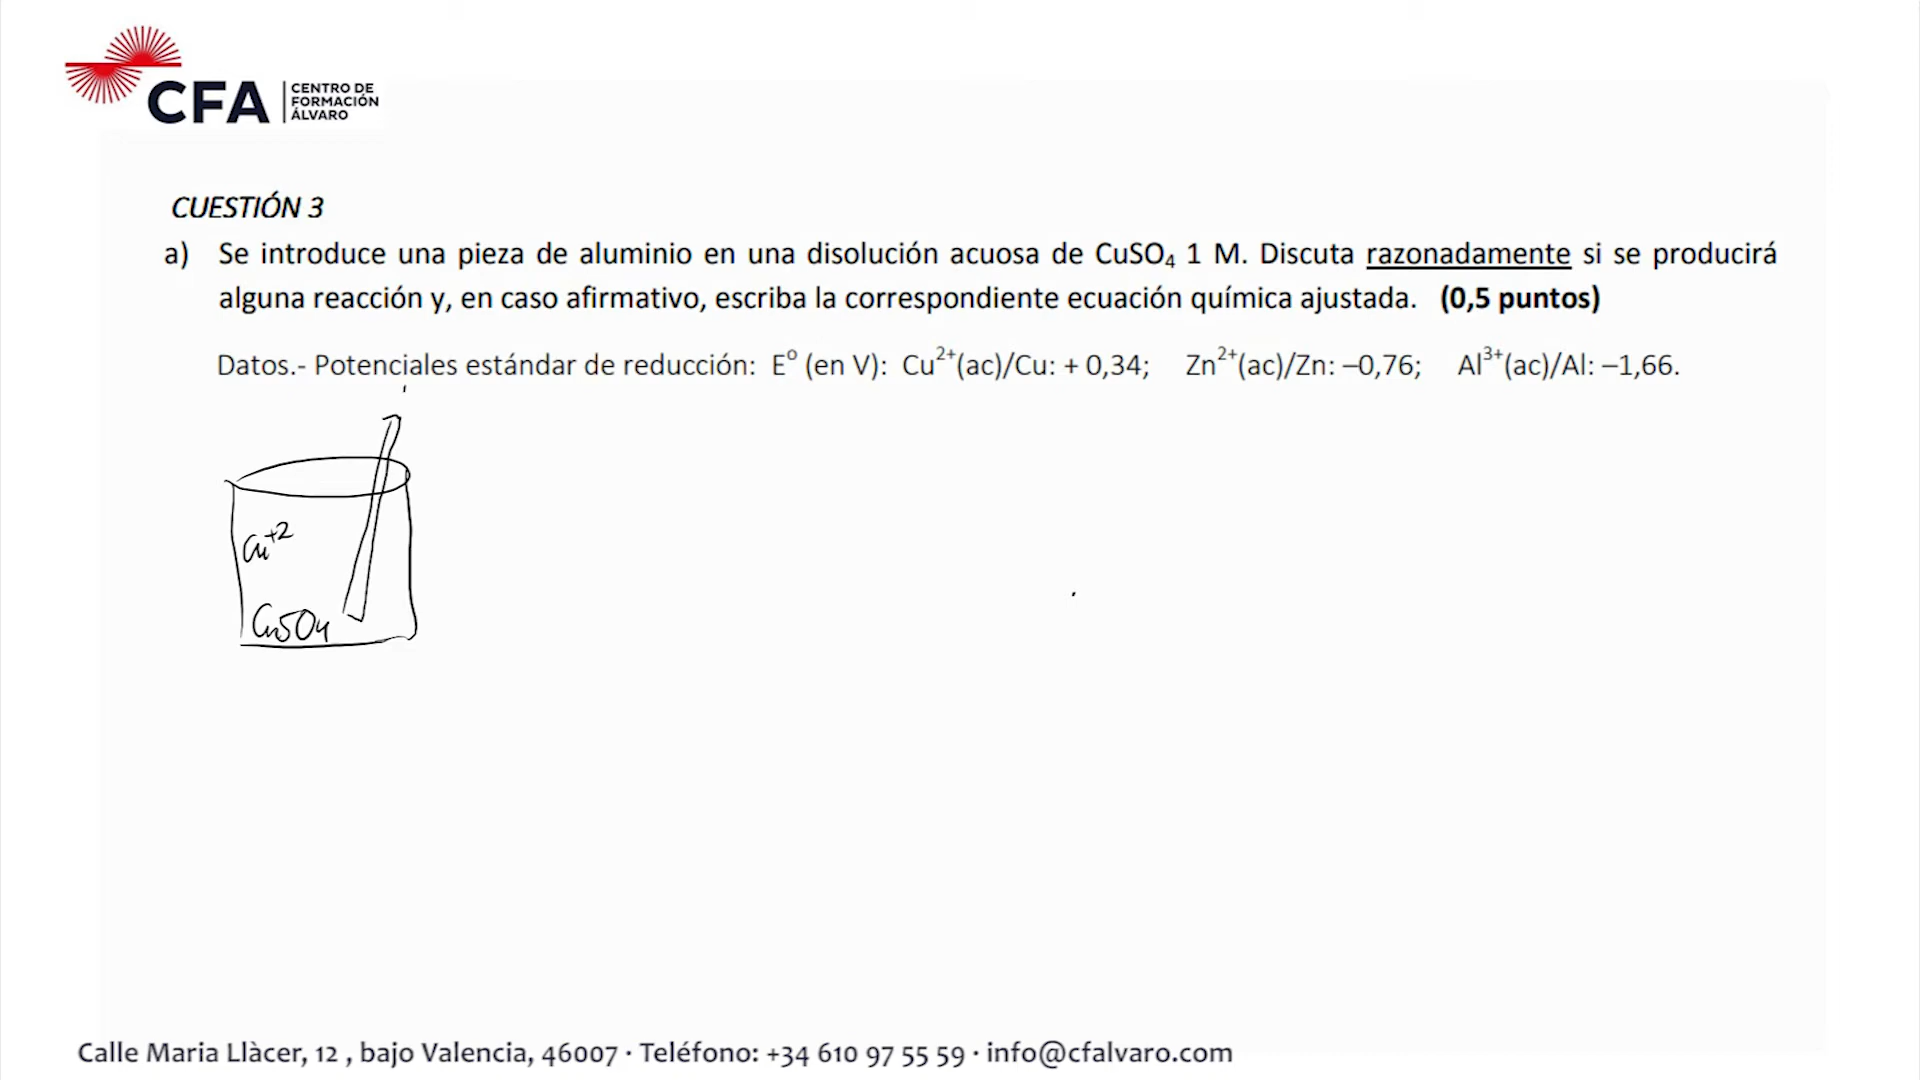 CFA
CENTRO DE
FORMACIÓN
ÁLVARO
CUESTIÓN 3
a) Se introduce una pieza de aluminio en una disolución acuosa de CuSO₄ 1 M. Discuta razonadamente si se producirá
alguna reacción y, en caso afirmativo, escriba la correspondiente ecuación química ajustada. (0,5 puntos)
Datos.- Potenciales estándar de reducción: Eº (en V): Cu²⁺(ac)/Cu: + 0,34; Zn²⁺(ac)/Zn: –0,76; Al³⁺(ac)/Al: –1,66.
Cu⁺²
CuSO₄
Calle Maria Llàcer, 12 , bajo Valencia, 46007 · Teléfono: +34 610 97 55 59 · info@cfalvaro.com